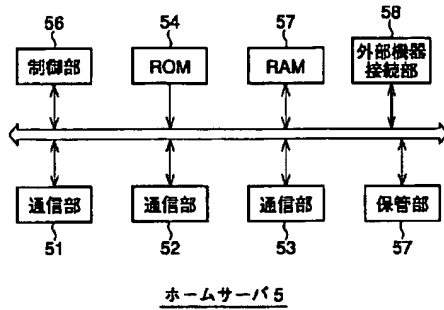 56 54 57 58
制御部 ROM RAM 外部機器
接続部
通信部 通信部 通信部 保管部
51 52 53 57
ホームサーバ5